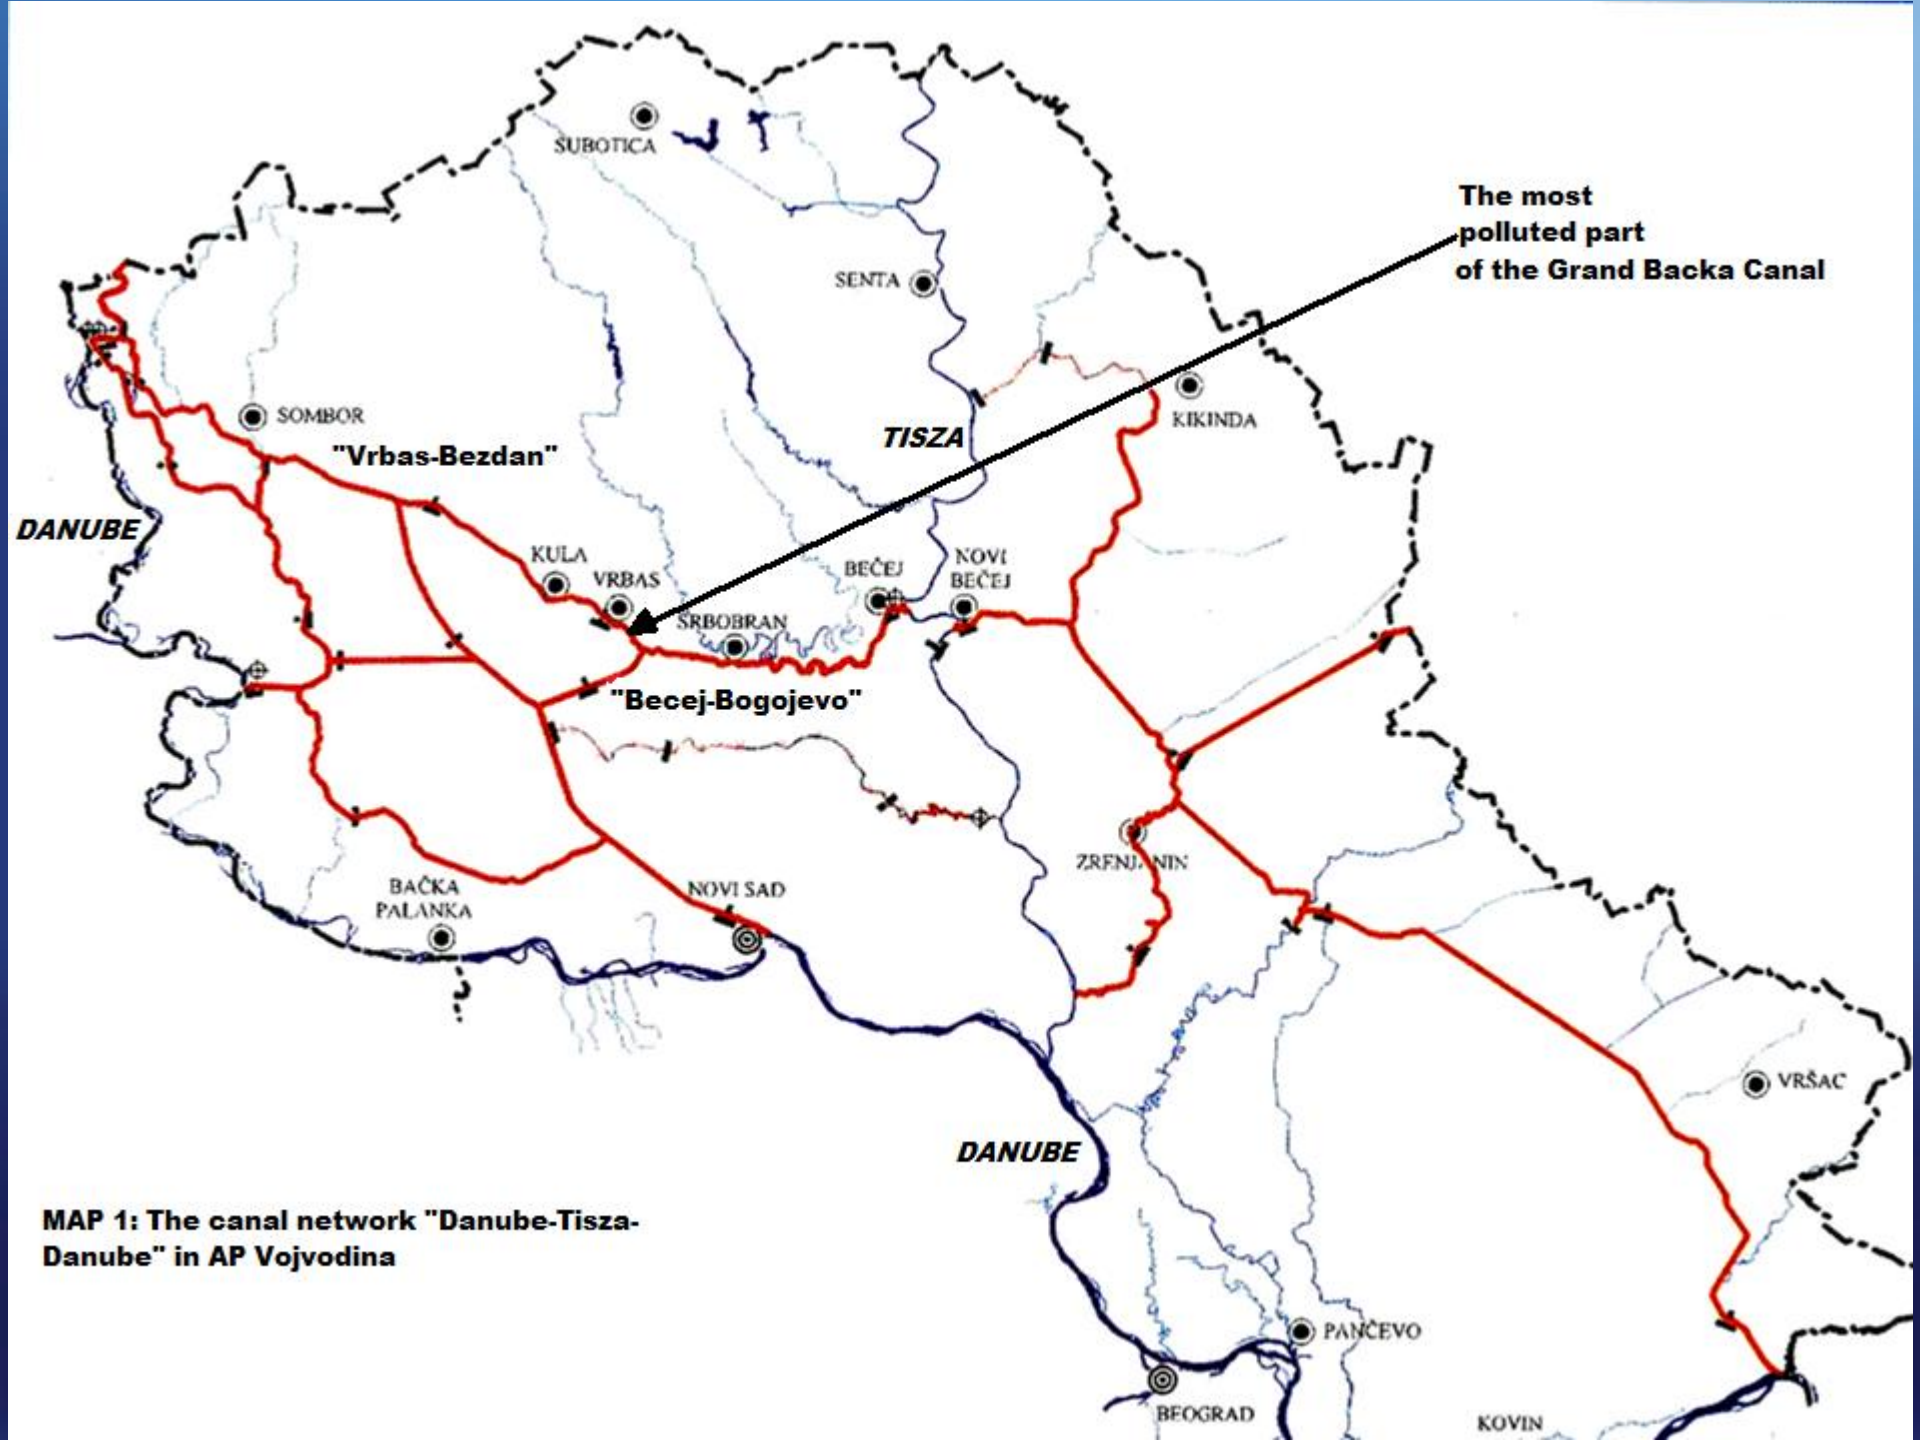 SUBOTICA
The most
polluted part
of the Grand Backa Canal
SENTA
SOMBOR
KIKINDA
TISZA
"Vrbas-Bezdan"
DANUBE
KULA
VRBAS
BEČEJ
NOVI
BEČEJ
SRBOBRAN
"Becej-Bogojevo"
ZRENJANIN
BAČKA
PALANKA
NOVI SAD
VRŠAC
DANUBE
MAP 1: The canal network "Danube-Tisza-
Danube" in AP Vojvodina
PANČEVO
BEOGRAD
KOVIN